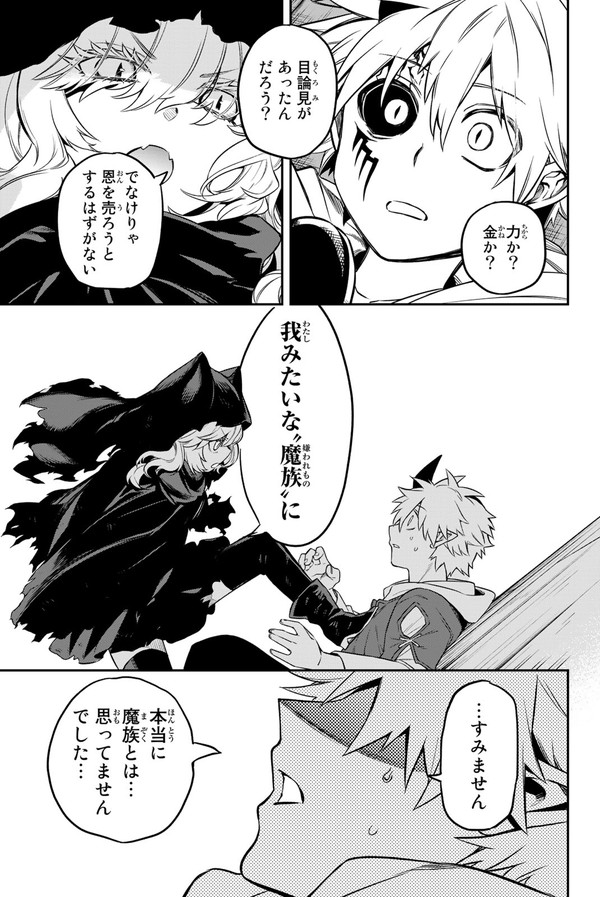 目論見が
あったん
だろう？
力か？
金か？
でなけりゃ
恩を売ろうと
するはずがない
我みたいな〝魔族〟に
…すみません
本当に
魔族とは…
思ってません
でした…